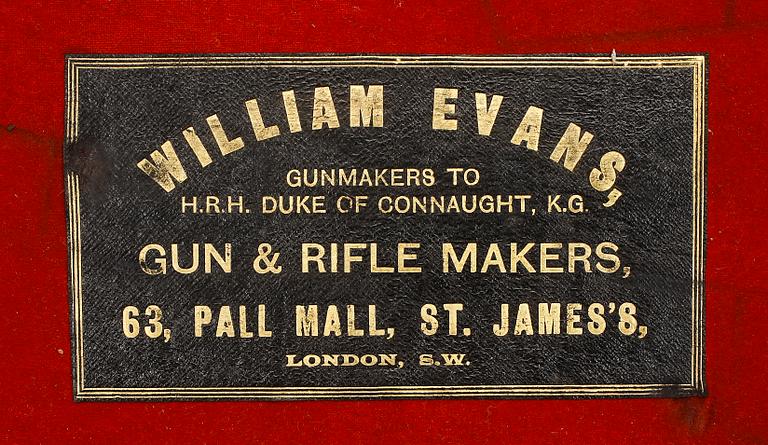 WILLIAM EVANS,
GUNMAKERS TO
H.R.H. DUKE OF CONNAUGHT, K.G.
GUN & RIFLE MAKERS,
63, PALL MALL, ST. JAMES'S,
LONDON, S.W.